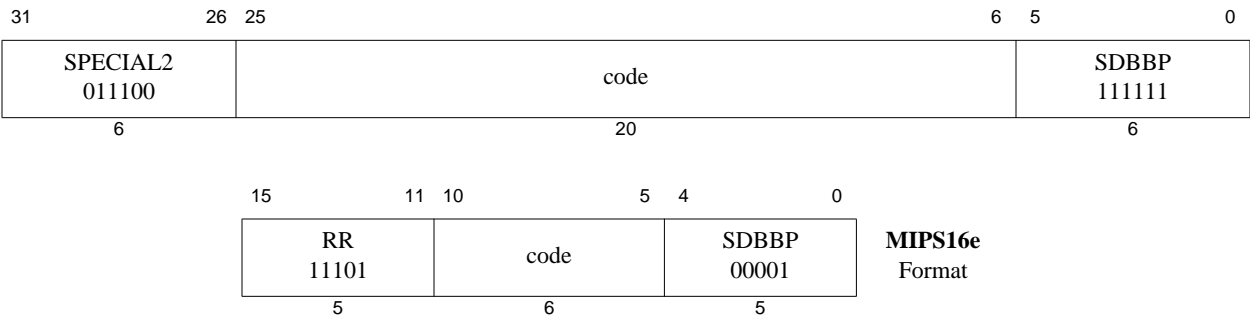 31 26 25 6 5 0
SPECIAL2 code SDBBP
011100 111111
6 20 6
15 11 10 5 4 0
RR code SDBBP MIPS16e
11101 00001 Format
5 6 5